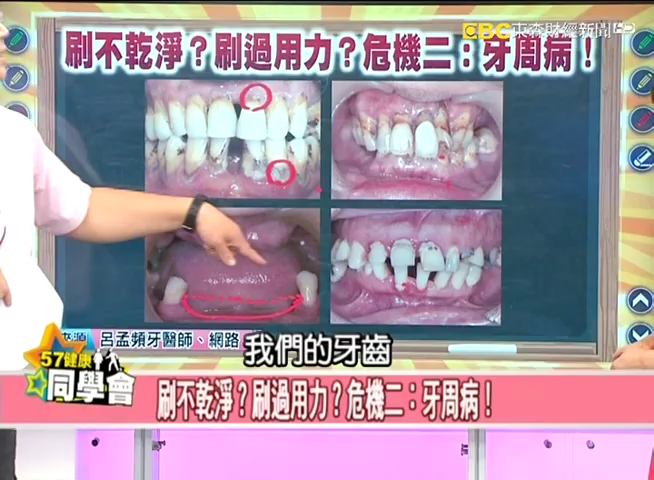 EBC東森財經新聞
刷不乾淨？刷過用力？危機二：牙周病！
呂孟頻牙醫師、網路
我們的牙齒
57健康
同學會
刷不乾淨？刷過用力？危機二：牙周病！